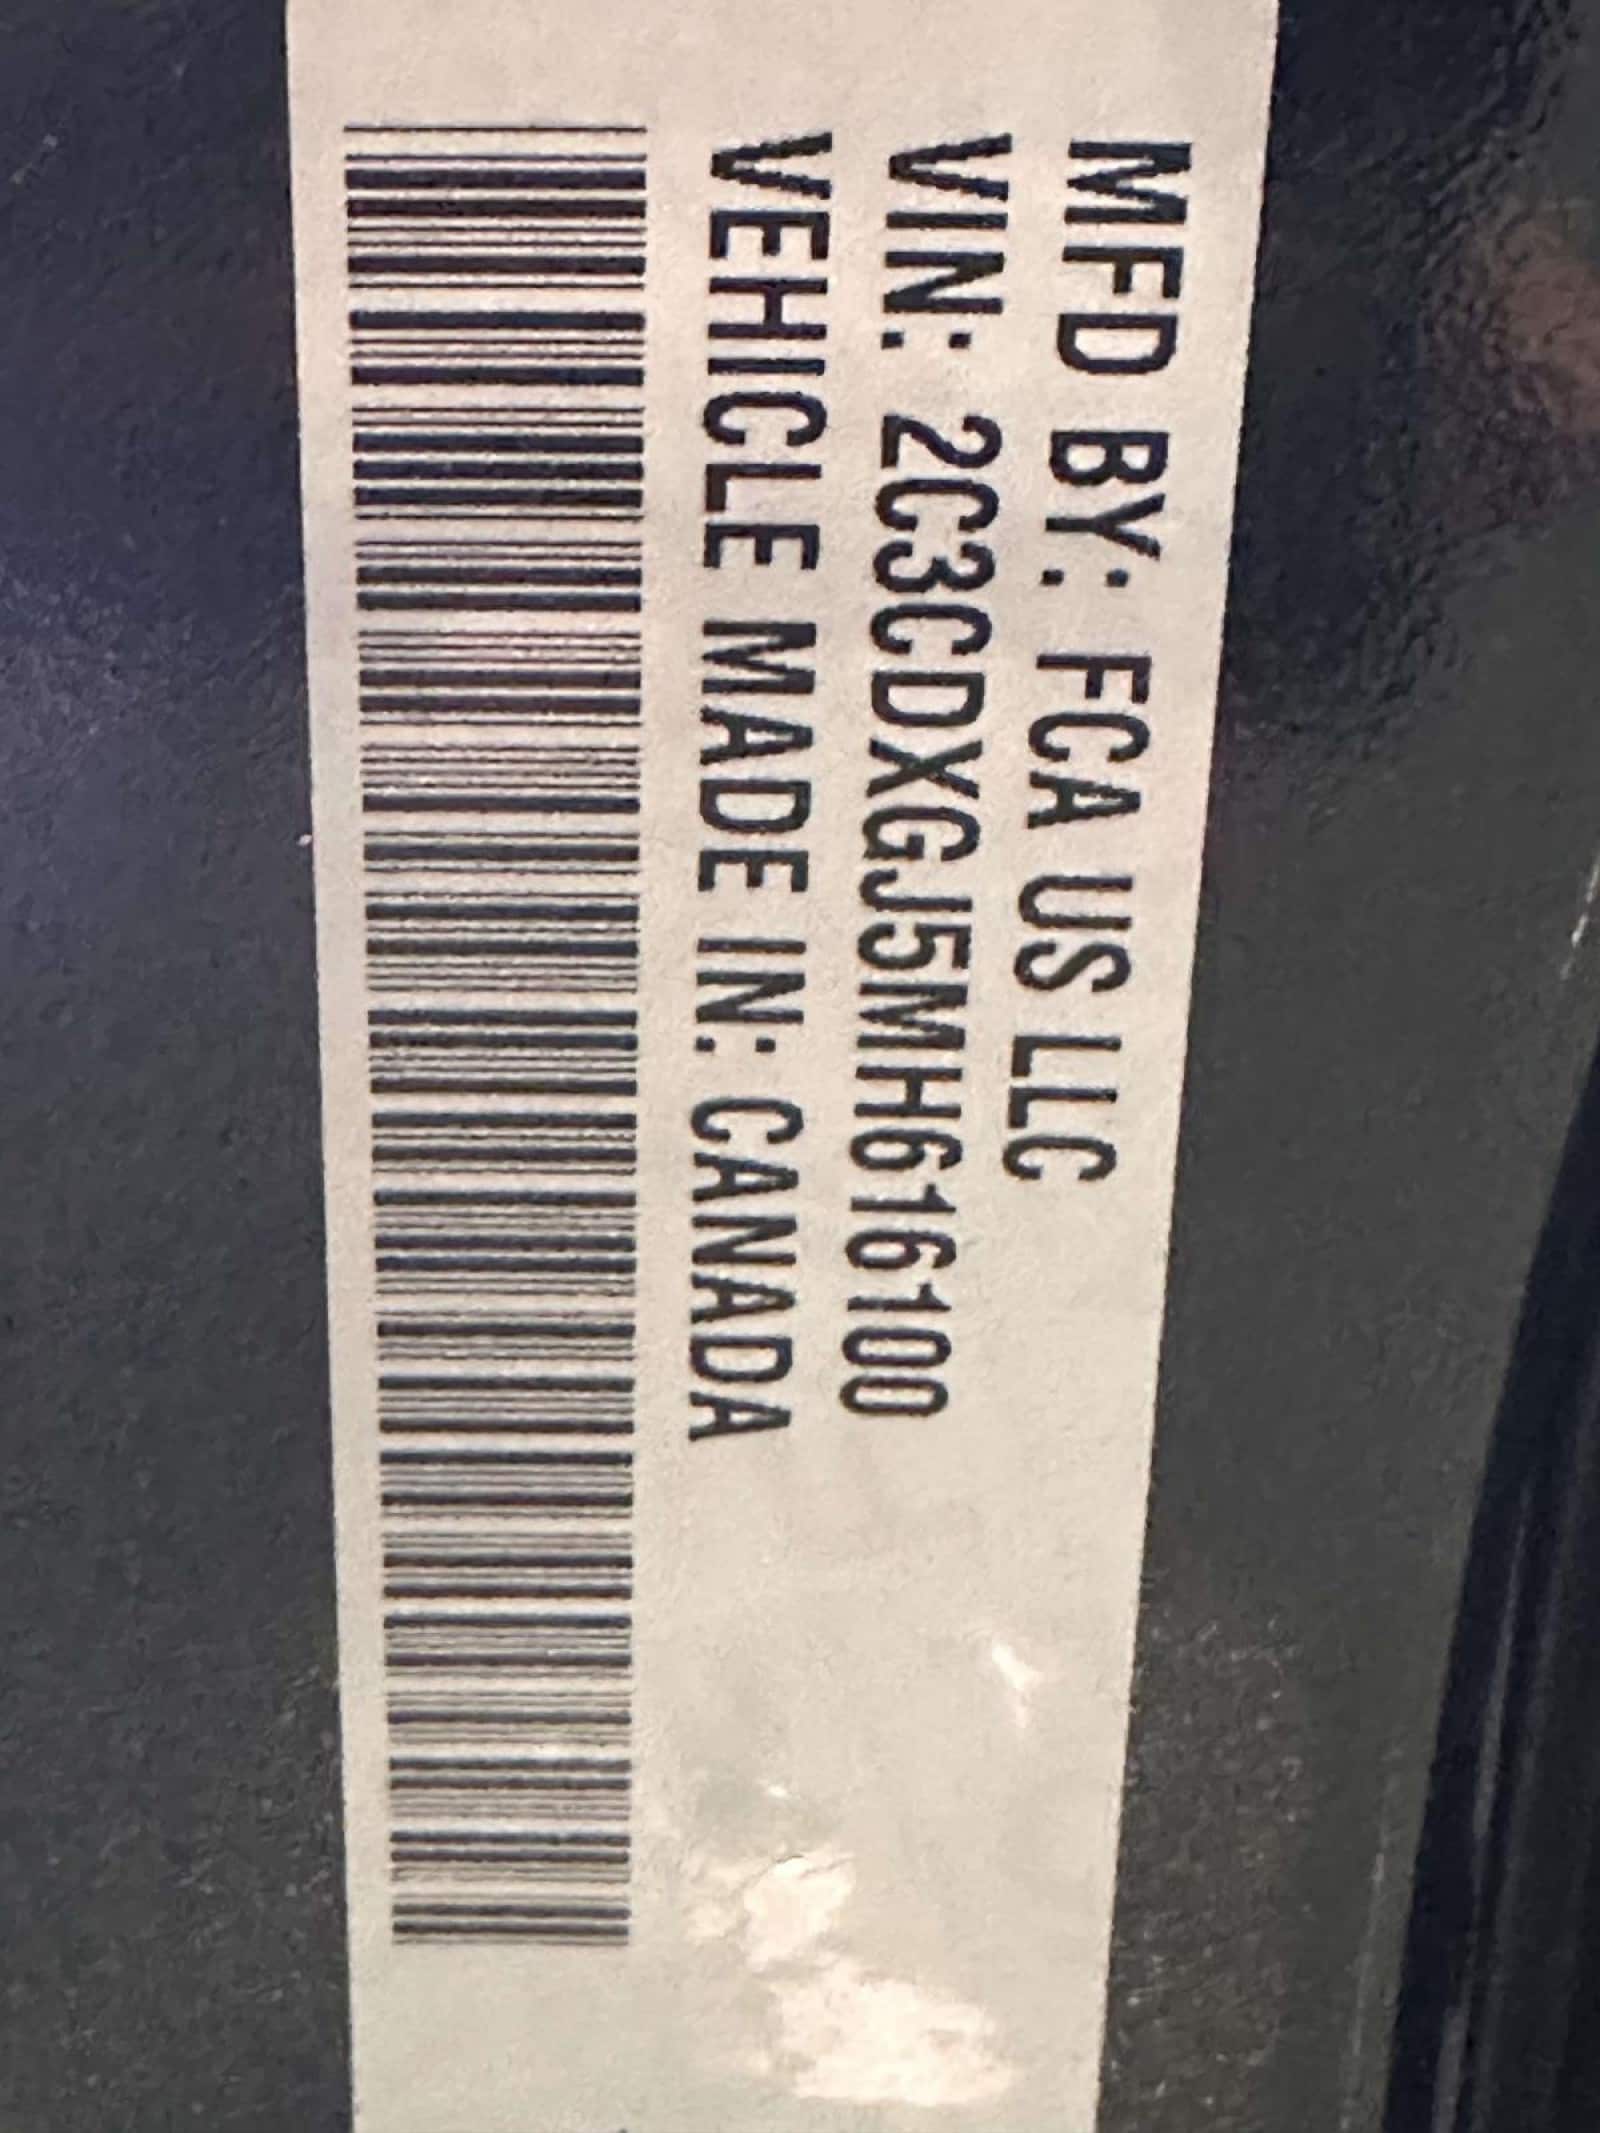 MFD BY: FCA US LLC
VIN: 2C3CDXGJ5MH616100
VEHICLE MADE IN: CANADA